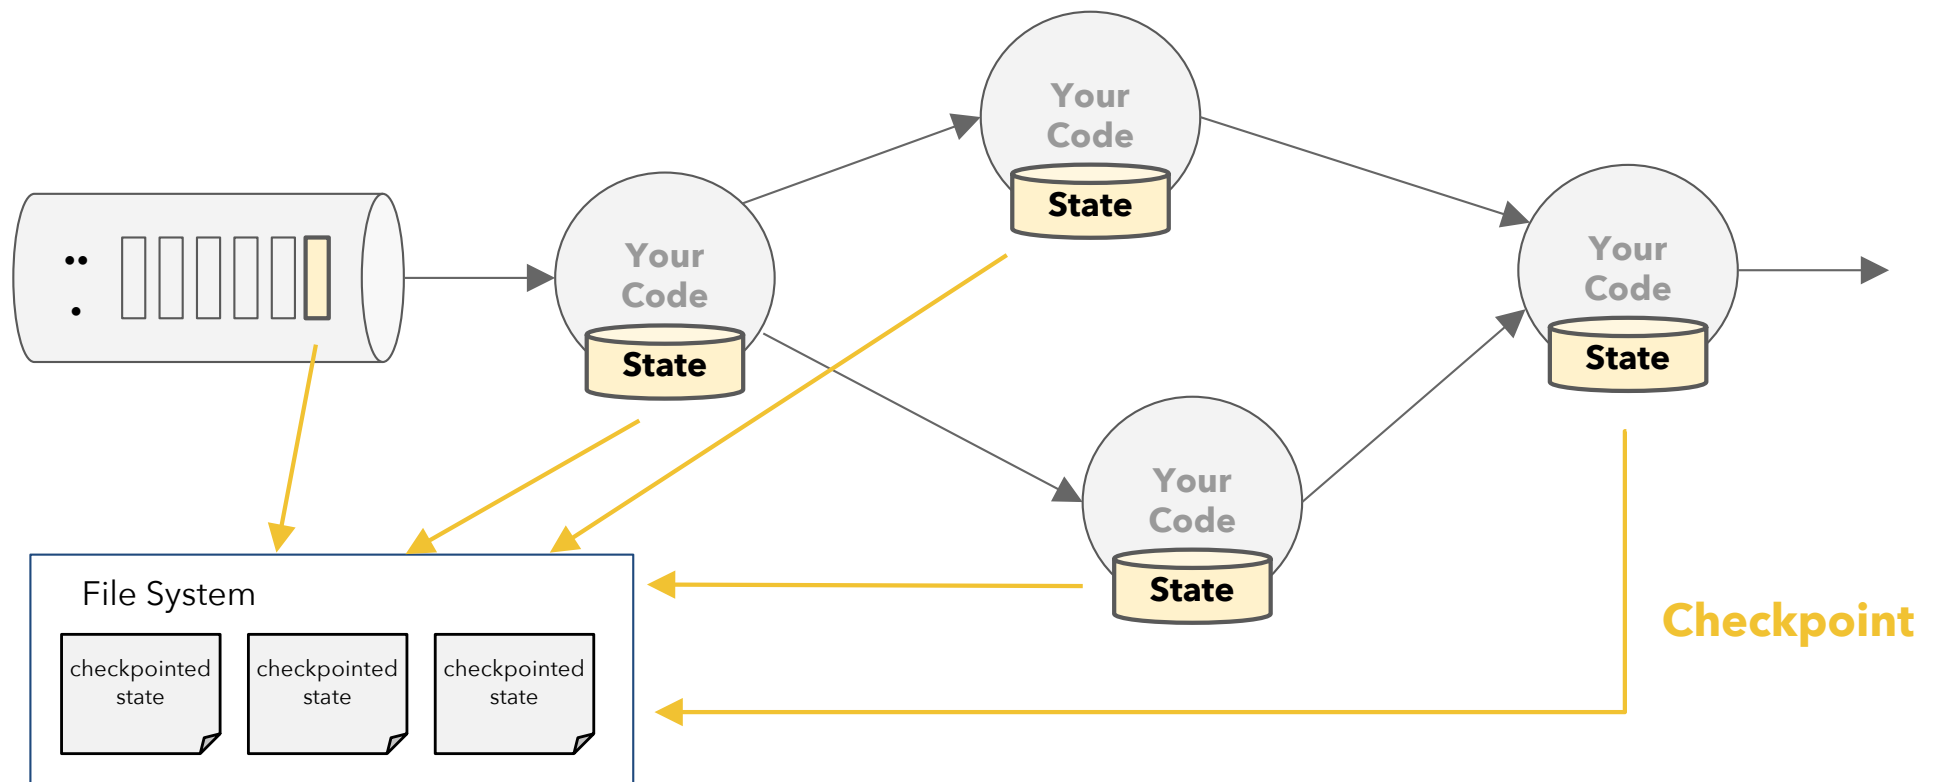 Your
Code
State
Your
Code
State
Your
Code
State
Your
Code
State
Checkpoint
File System
checkpointed
state
checkpointed
state
checkpointed
state